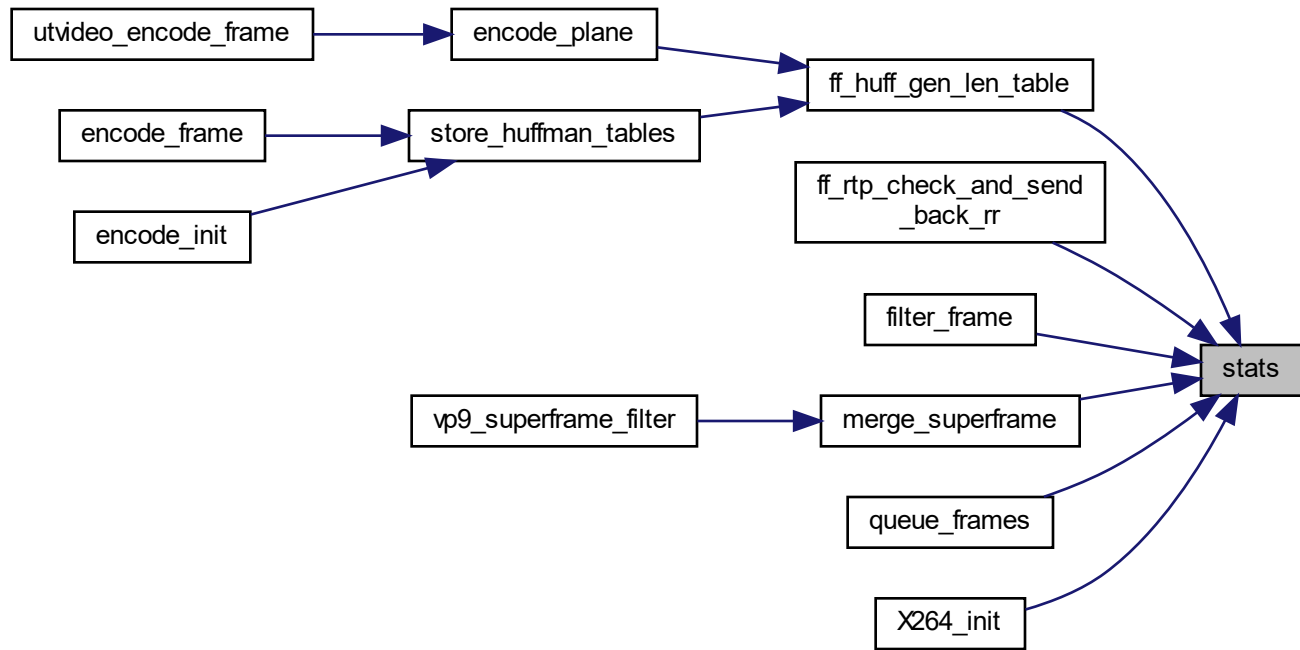 utvideo_encode_frame
encode_plane
ff_huff_gen_len_table
encode_frame
store_huffman_tables
ff_rtp_check_and_send
_back_rr
encode_init
filter_frame
stats
vp9_superframe_filter
merge_superframe
queue_frames
X264_init